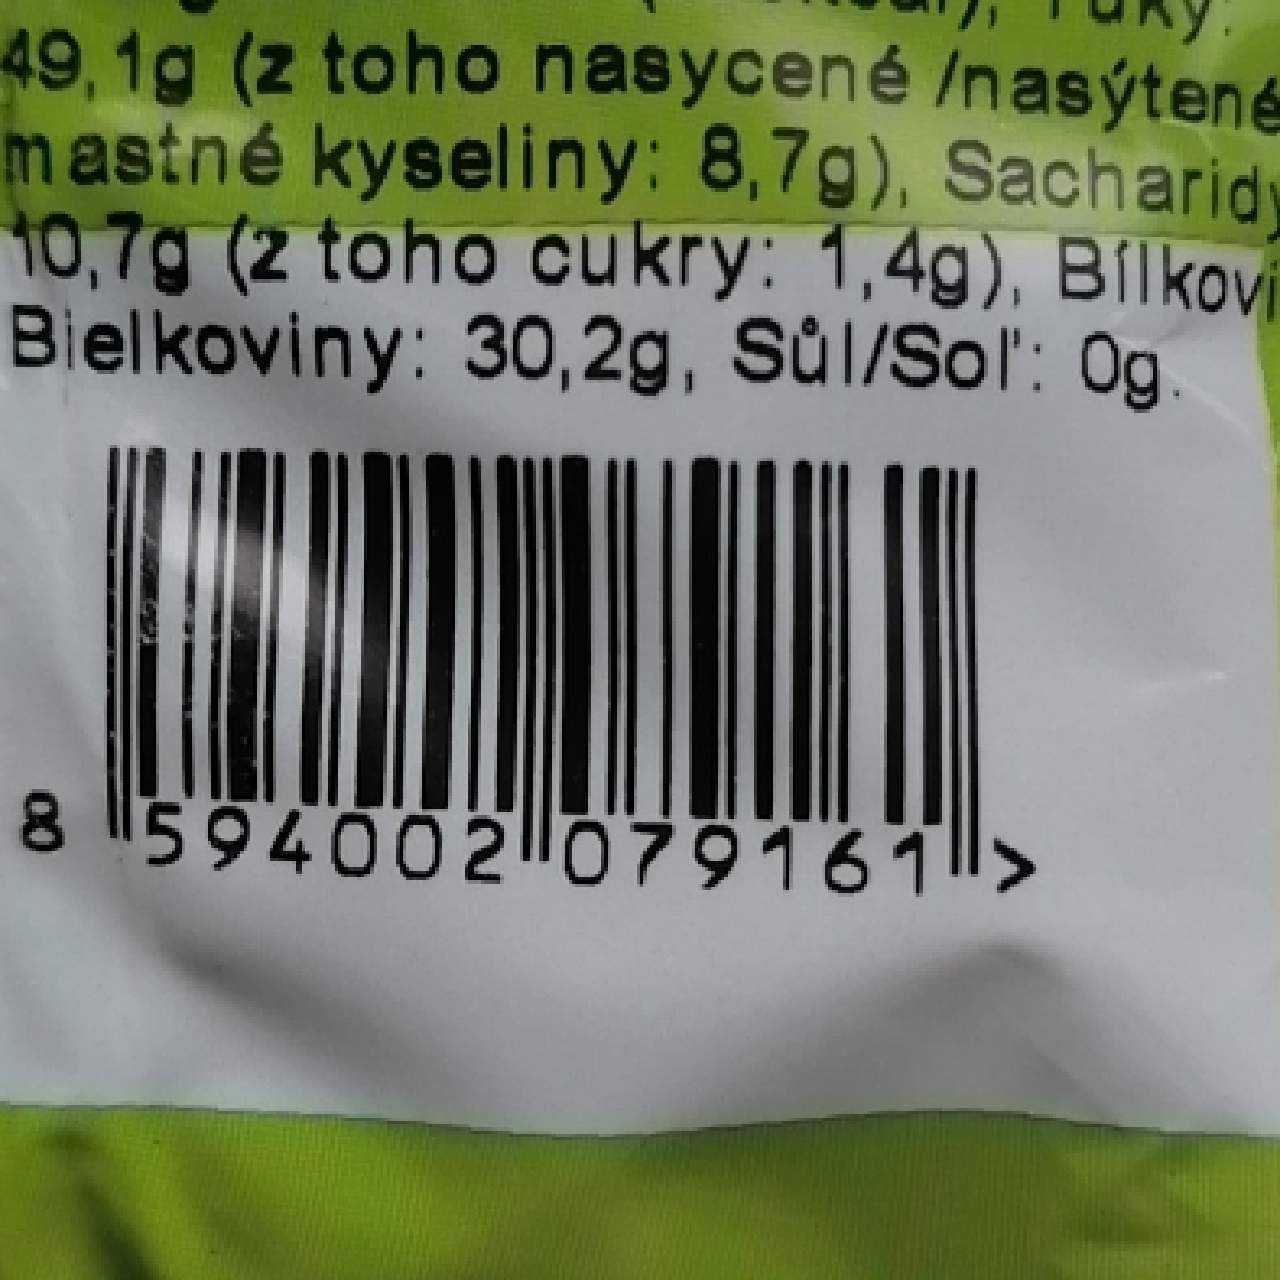 Tuky:
49,1g (z toho nasycené /nasýtené
mastné kyseliny: 8,7g), Sacharidy
10,7g (z toho cukry: 1,4g), Bílkovi
Bielkoviny: 30,2g, Sůl/Soľ: 0g.
8 594002 079161 >